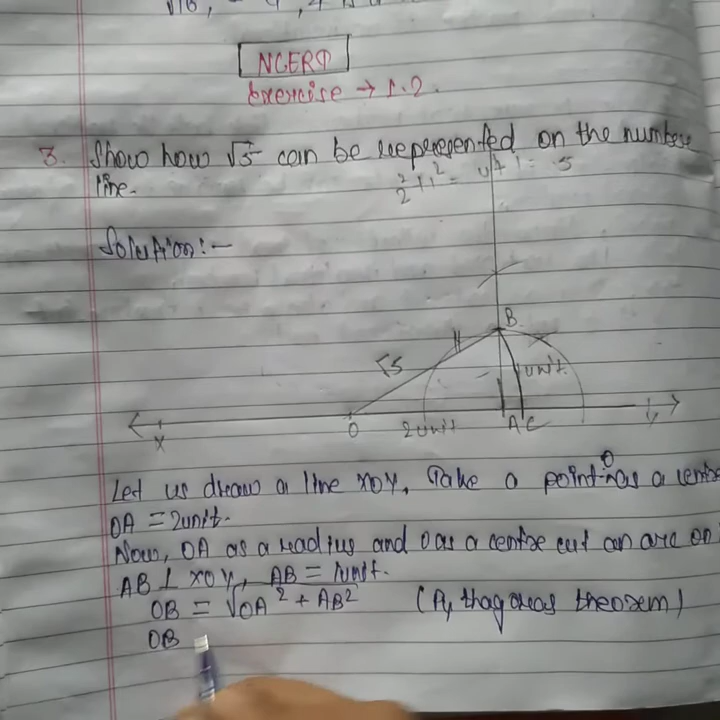 NCERT
Exercise → 1.2.
3. Show how √5 can be represented on the number
line.
2² + 1² = 4 + 1 = 5
Solution:-
B
√5
1 unit.
X
O
2 unit
A C
Y
Let us draw a line XOY, Take a point O as a centre
OA = 2 unit.
Now, OA as a radius and O as a centre cut an arc on
AB ⊥ XOY, AB = 1 unit.
OB = √OA² + AB² (Pythagoras theorem)
OB